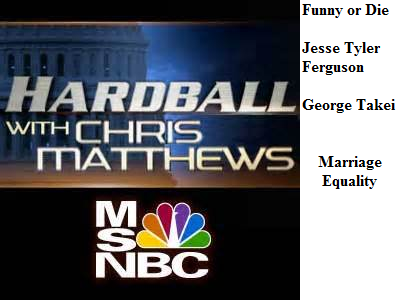 HARDBALL
WITH CHRIS
MATTHEWS
MSNBC
Funny or Die
Jesse Tyler
Ferguson
George Takei
Marriage
Equality